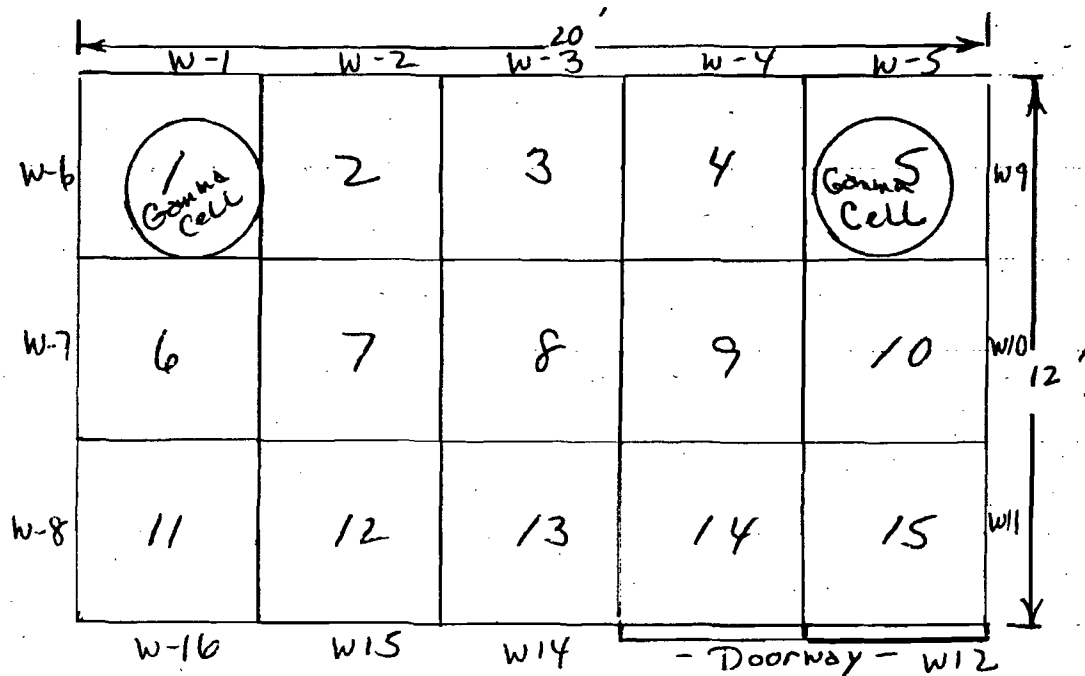 20'
W-1 W-2 W-3 W-4 W-5
W-6 1 2 3 4 5 W9
Gamma Cell
Gamma Cell
W-7 6 7 8 9 10 W10
12'
W-8 11 12 13 14 15 W11
W-16 W15 W14 - Doorway - W12